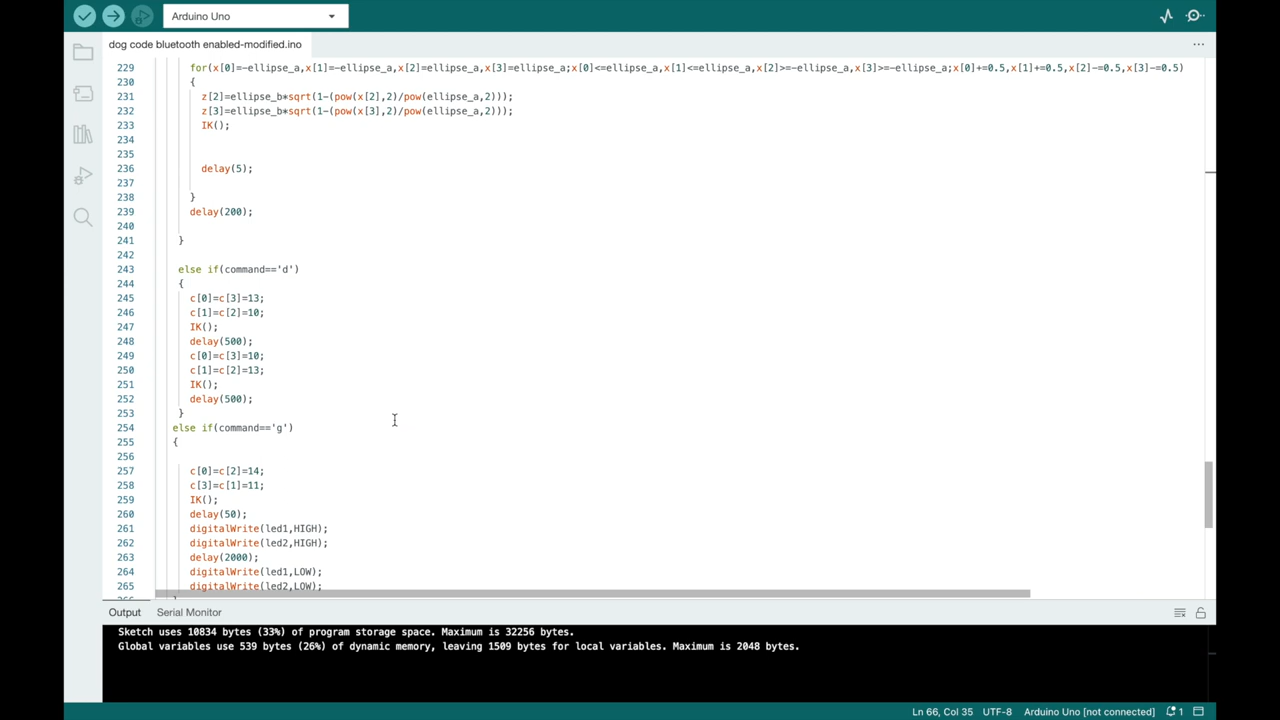 Arduino Uno
dog code bluetooth enabled-modified.ino
229 for(x[0]=-ellipse_a,x[1]=-ellipse_a,x[2]=ellipse_a,x[3]=ellipse_a;x[0]<=ellipse_a,x[1]<=ellipse_a,x[2]>=-ellipse_a,x[3]>=-ellipse_a;x[0]+=0.5,x[1]+=0.5,x[2]-=0.5,x[3]-=0.5)
230 {
231 z[2]=ellipse_b*sqrt(1-(pow(x[2],2)/pow(ellipse_a,2)));
232 z[3]=ellipse_b*sqrt(1-(pow(x[3],2)/pow(ellipse_a,2)));
233 IK();
234
235
236 delay(5);
237
238 }
239 delay(200);
240
241 }
242
243 else if(command=='d')
244 {
245 c[0]=c[3]=13;
246 c[1]=c[2]=10;
247 IK();
248 delay(500);
249 c[0]=c[3]=10;
250 c[1]=c[2]=13;
251 IK();
252 delay(500);
253 }
254 else if(command=='g')
255 {
256
257 c[0]=c[2]=14;
258 c[3]=c[1]=11;
259 IK();
260 delay(50);
261 digitalWrite(led1,HIGH);
262 digitalWrite(led2,HIGH);
263 delay(2000);
264 digitalWrite(led1,LOW);
265 digitalWrite(led2,LOW);
Output Serial Monitor
Sketch uses 10834 bytes (33%) of program storage space. Maximum is 32256 bytes.
Global variables use 539 bytes (26%) of dynamic memory, leaving 1509 bytes for local variables. Maximum is 2048 bytes.
Ln 66, Col 35 UTF-8 Arduino Uno [not connected] 1